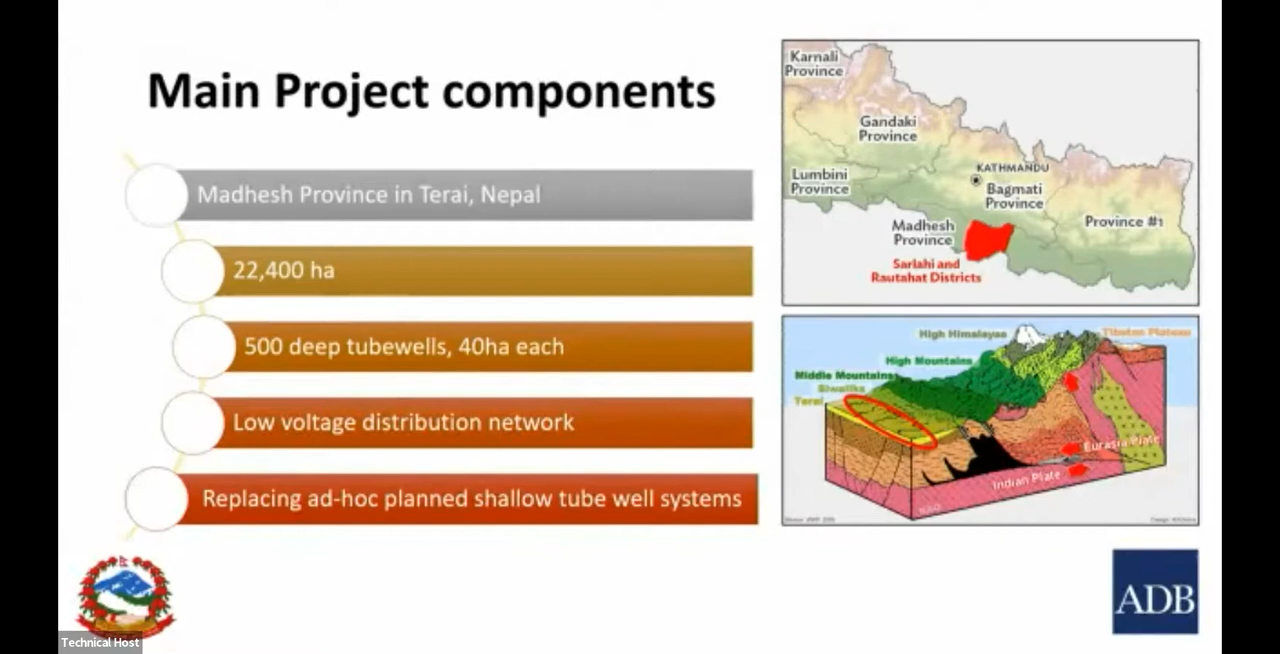 Main Project components
Madhesh Province in Terai, Nepal
22,400 ha
500 deep tubewells, 40ha each
Low voltage distribution network
Replacing ad-hoc planned shallow tube well systems
Karnali
Province
Gandaki
Province
Lumbini
Province
KATHMANDU
Bagmati
Province
Madhesh
Province
Province #1
Sarlahi and
Rautahat Districts
High Himalayas
Tibetan Plateau
High Mountains
Middle Mountains
Siwaliks
Terai
Eurasia Plate
Indian Plate
ADB
Technical Host